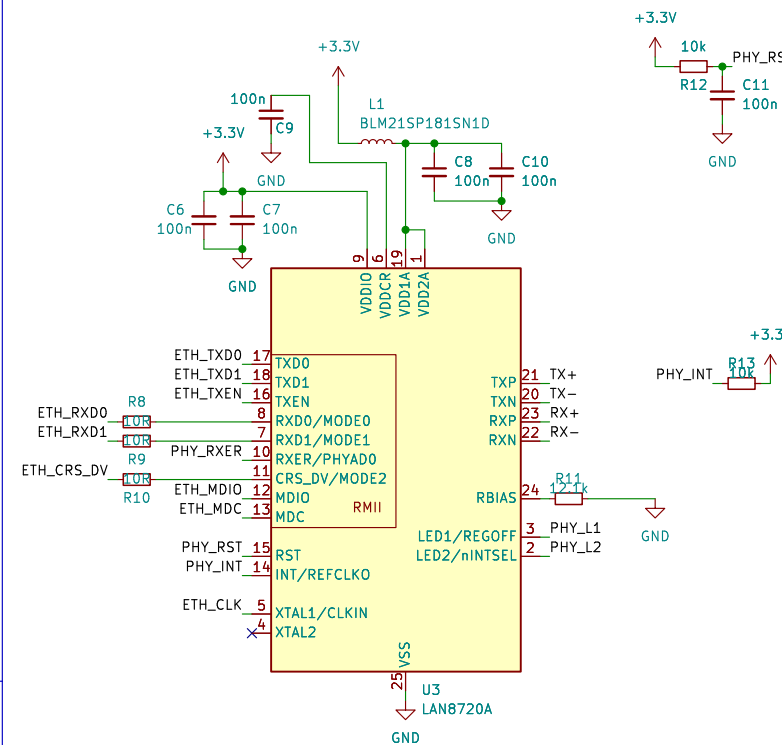 +3.3V
10k
PHY_RS
R12
C11
100n
GND
+3.3V
L1
BLM21SP181SN1D
100n
C9
GND
+3.3V
C8
100n
C10
100n
GND
C6
100n
C7
100n
GND
9
6
19
1
VDDIO
VDDCR
VDD1A
VDD2A
ETH_TXD0
17
TXD0
ETH_TXD1
18
TXD1
ETH_TXEN
16
TXEN
R8
ETH_RXD0
10R
8
RXD0/MODE0
ETH_RXD1
10R
7
RXD1/MODE1
R9
PHY_RXER
10
RXER/PHYAD0
ETH_CRS_DV
10R
11
CRS_DV/MODE2
R10
ETH_MDIO
12
MDIO
ETH_MDC
13
MDC
RMII
PHY_RST
15
RST
PHY_INT
14
INT/REFCLKO
ETH_CLK
5
XTAL1/CLKIN
4
XTAL2
TXP
21
TX+
TXN
20
TX-
RXP
23
RX+
RXN
22
RX-
RBIAS
24
R11
12.1k
GND
LED1/REGOFF
3
PHY_L1
LED2/nINTSEL
2
PHY_L2
+3.3
R13
10k
PHY_INT
VSS
25
U3
LAN8720A
GND